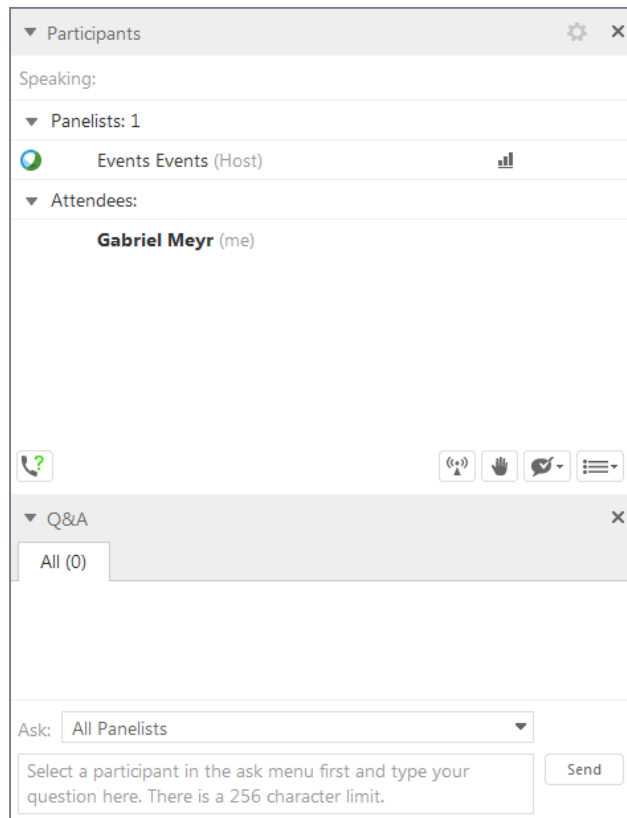 Participants
Speaking:
Panelists: 1
Events Events (Host)
Attendees:
Gabriel Meyr (me)
?
Q&A
All (0)
Ask: All Panelists
Select a participant in the ask menu first and type your
question here. There is a 256 character limit.
Send